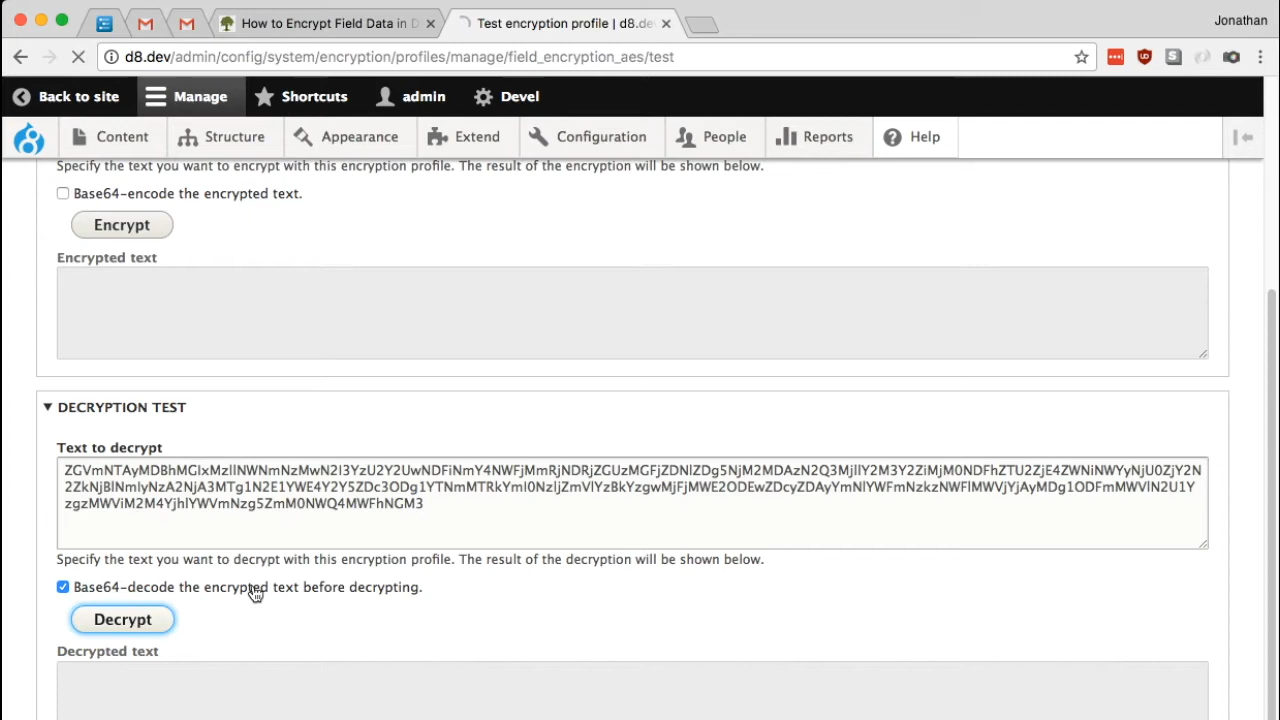 How to Encrypt Field Data in D
Test encryption profile | d8.de
Jonathan
d8.dev/admin/config/system/encryption/profiles/manage/field_encryption_aes/test
Back to site
Manage
Shortcuts
admin
Devel
Content
Structure
Appearance
Extend
Configuration
People
Reports
Help
Specify the text you want to encrypt with this encryption profile. The result of the encryption will be shown below.
Base64-encode the encrypted text.
Encrypt
Encrypted text
DECRYPTION TEST
Text to decrypt
Specify the text you want to decrypt with this encryption profile. The result of the decryption will be shown below.
Base64-decode the encrypted text before decrypting.
Decrypt
Decrypted text